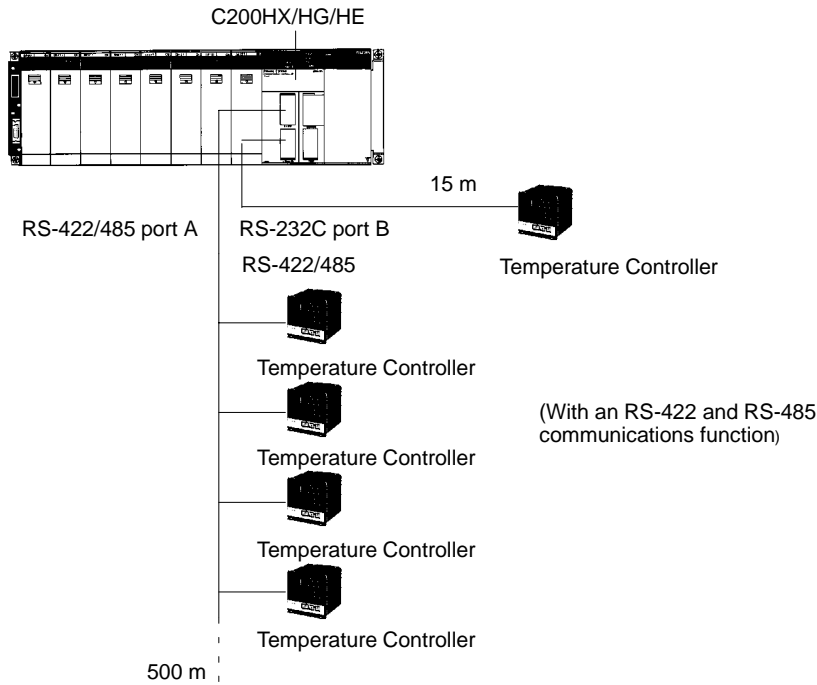 C200HX/HG/HE
15 m
RS-422/485 port A
RS-232C port B
RS-422/485
Temperature Controller
Temperature Controller
Temperature Controller
Temperature Controller
Temperature Controller
(With an RS-422 and RS-485
communications function)
500 m